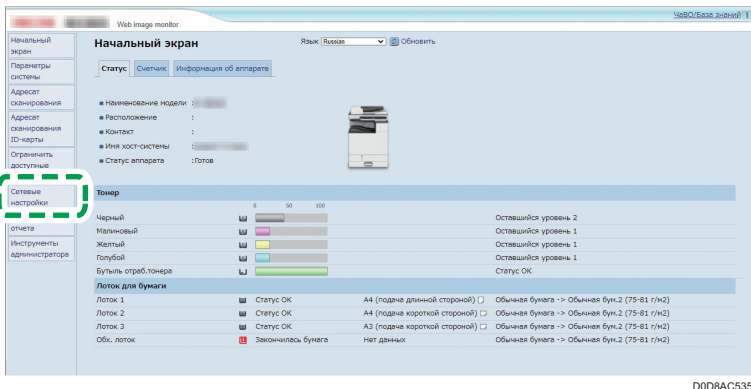 ЧаВО/База знаний
Web image monitor
Начальный экран
Язык Russian Обновить
Начальный
экран
Параметры
системы
Адресат
сканирования
Адресат
сканирования
ID-карты
Ограничить
доступные
Сетевые
настройки
отчета
Инструменты
администратора
Статус Счетчик Информация об аппарате
Наименование модели :
Расположение :
Контакт :
Имя хост-системы :
Статус аппарата :Готов
Тонер
0 50 100
Черный Оставшийся уровень 2
Малиновый Оставшийся уровень 1
Желтый Оставшийся уровень 1
Голубой Оставшийся уровень 1
Бутыль отраб.тонера Статус OK
Лоток для бумаги
Лоток 1 Статус OK A4 (подача длинной стороной) Обычная бумага -> Обычная бум.2 (75-81 г/м2)
Лоток 2 Статус OK A4 (подача короткой стороной) Обычная бумага -> Обычная бум.2 (75-81 г/м2)
Лоток 3 Статус OK A3 (подача короткой стороной) Обычная бумага -> Обычная бум.2 (75-81 г/м2)
Обх. лоток Закончилась бумага Нет данных Обычная бумага -> Обычная бум.2 (75-81 г/м2)
D0D8AC535